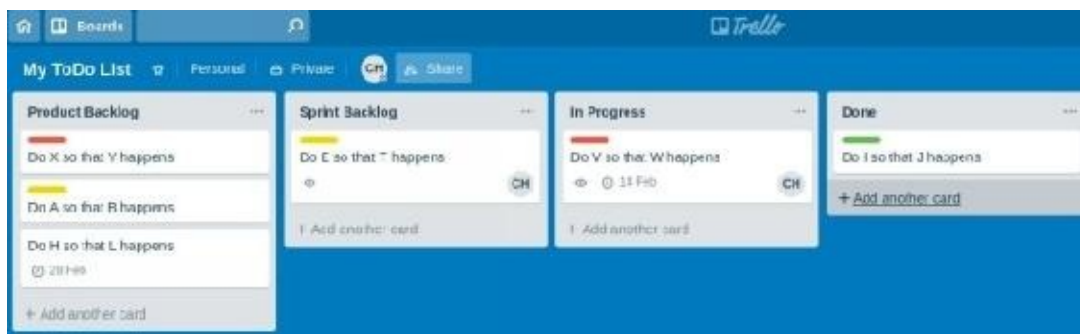 Boards
Trello
My ToDo List
Personal
Private
CH
Share
Product Backlog
Do X so that Y happens
Do A so that B happens
Do H so that L happens
28 Feb
+ Add another card
Sprint Backlog
Do E so that T happens
CH
+ Add another card
In Progress
Do V so that W happens
Feb
CH
+ Add another card
Done
Do I so that J happens
+ Add another card